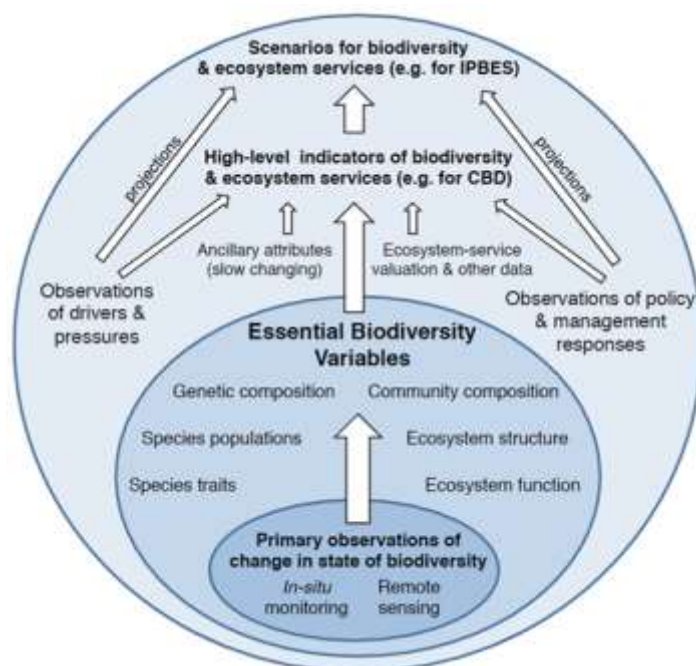 Scenarios for biodiversity
& ecosystem services (e.g. for IPBES)
projections
projections
High-level indicators of biodiversity
& ecosystem services (e.g. for CBD)
Ancillary attributes
(slow changing)
Ecosystem-service
valuation & other data
Observations
of drivers &
pressures
Observations of policy
& management
responses
Essential Biodiversity
Variables
Genetic composition
Community composition
Species populations
Ecosystem structure
Species traits
Ecosystem function
Primary observations of
change in state of biodiversity
In-situ
monitoring
Remote
sensing